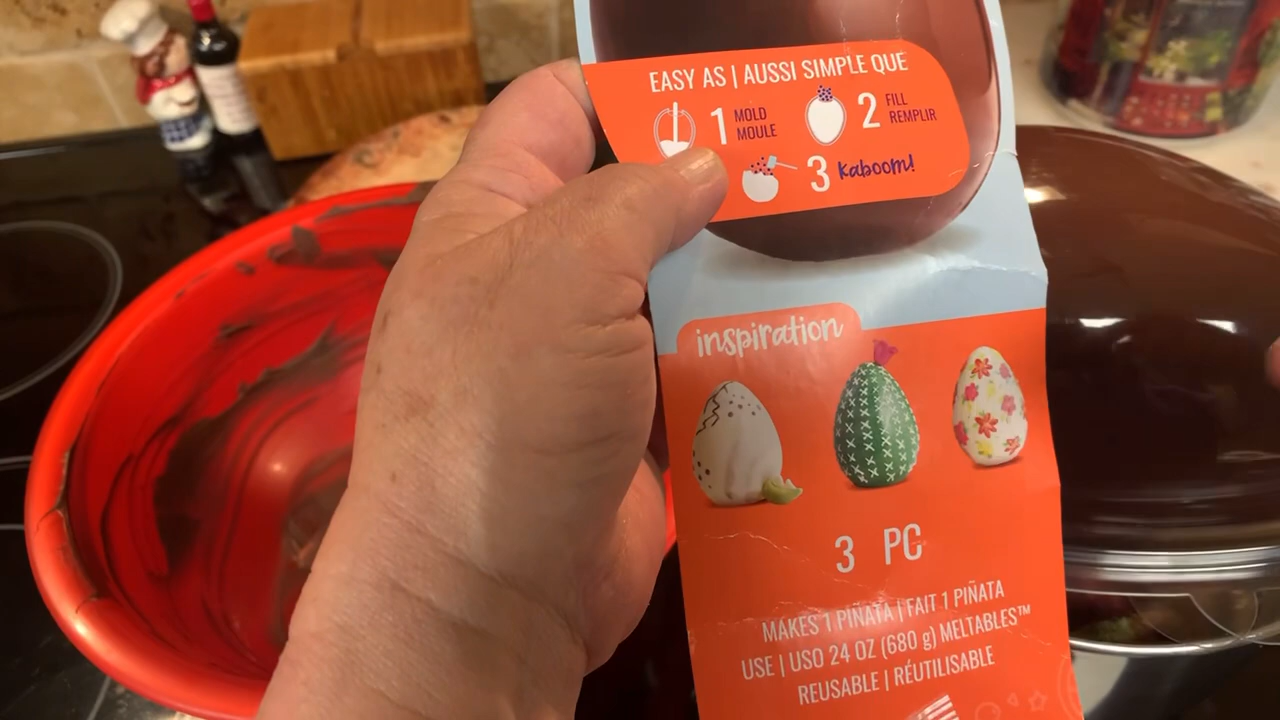 EASY AS | AUSSI SIMPLE QUE
1 MOLD
MOULE
2 FILL
REMPLIR
3 Kaboom!
inspiration
3 PC
MAKES 1 PIÑATA | FAIT 1 PIÑATA
USE | USO 24 OZ (680 g) MELTABLES™
REUSABLE | RÉUTILISABLE